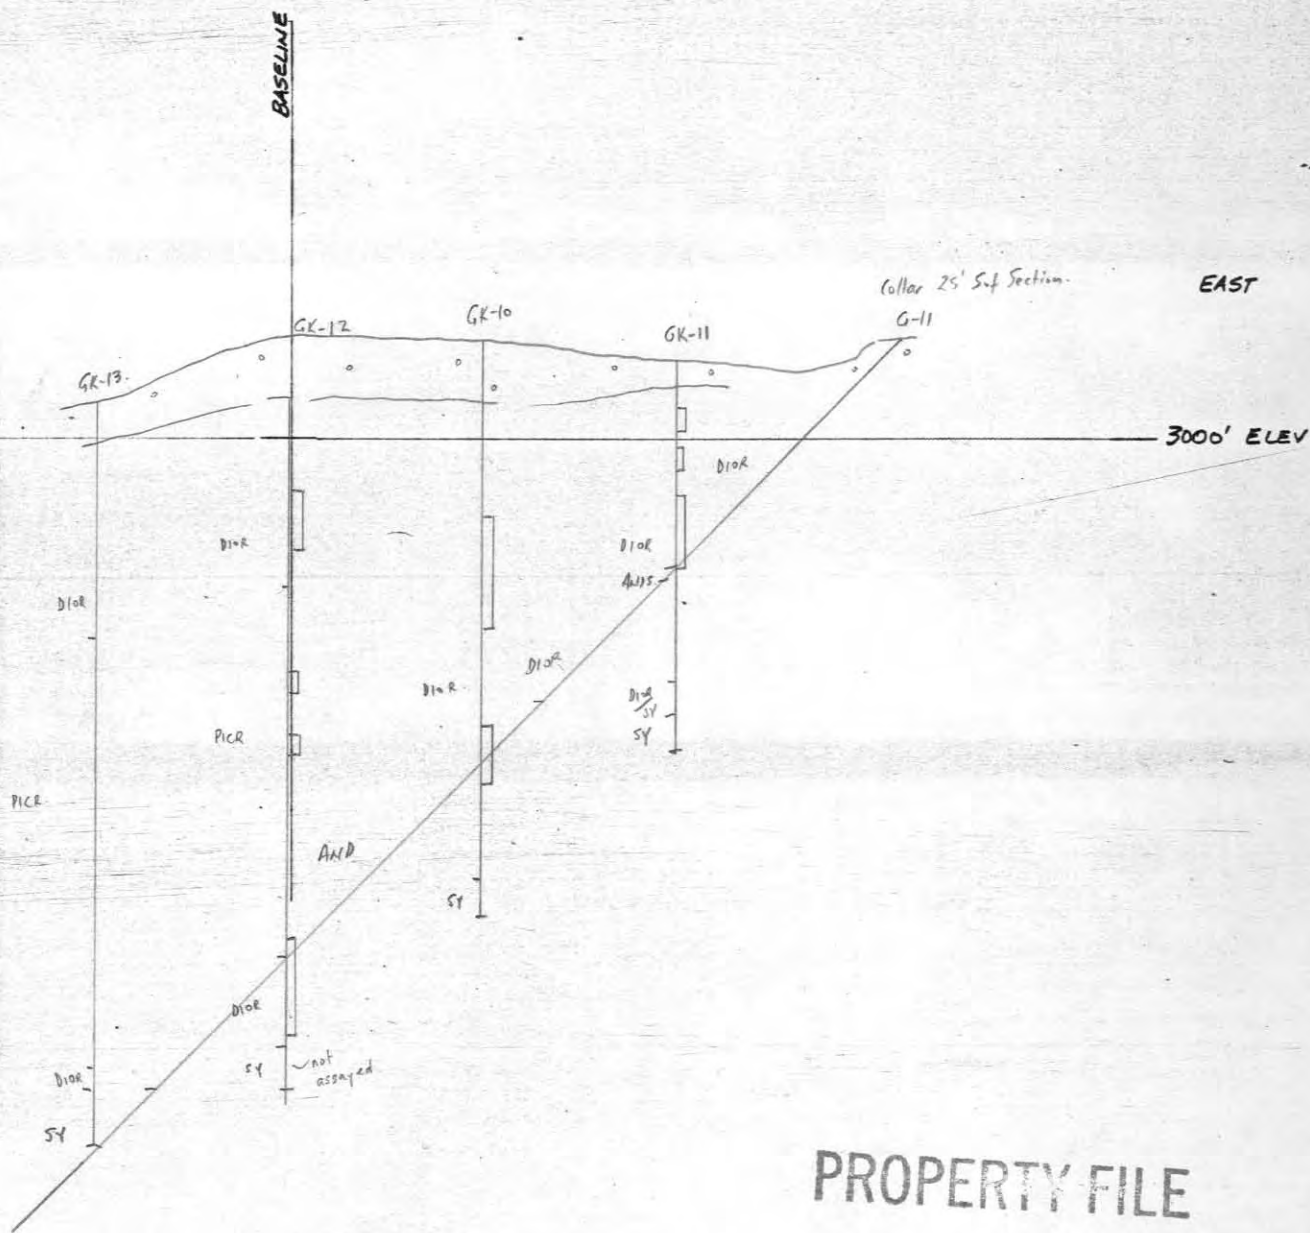 BASELINE
Collar 25' S of Section.
EAST
GK-13.
GK-12
GK-10
GK-11
G-11
3000' ELEV
DIOR
DIOR
DIOR
DIOR
ANDS
DIOR
DIOR
DIOR
DIOR
/SY
SY
PICR
PICR
AND
SY
DIOR
SY
not
assayed
DIOR
SY
PROPERTY FILE